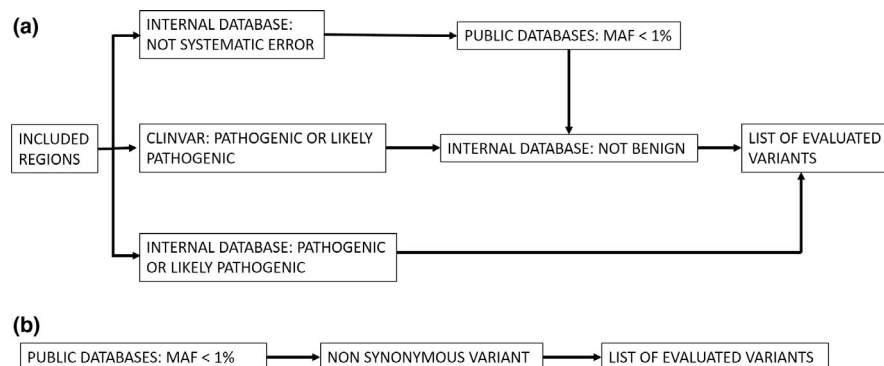 (a)
INTERNAL DATABASE:
NOT SYSTEMATIC ERROR
PUBLIC DATABASES: MAF < 1%
INCLUDED
REGIONS
CLINVAR: PATHOGENIC OR LIKELY
PATHOGENIC
INTERNAL DATABASE: NOT BENIGN
LIST OF EVALUATED
VARIANTS
INTERNAL DATABASE: PATHOGENIC
OR LIKELY PATHOGENIC
(b)
PUBLIC DATABASES: MAF < 1%
NON SYNONYMOUS VARIANT
LIST OF EVALUATED VARIANTS